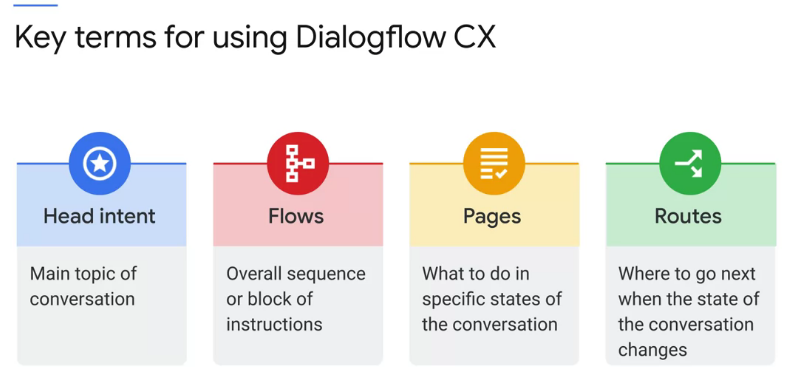 Key terms for using Dialogflow CX
Head intent
Main topic of
conversation
Flows
Overall sequence
or block of
instructions
Pages
What to do in
specific states of
the conversation
Routes
Where to go next
when the state of
the conversation
changes